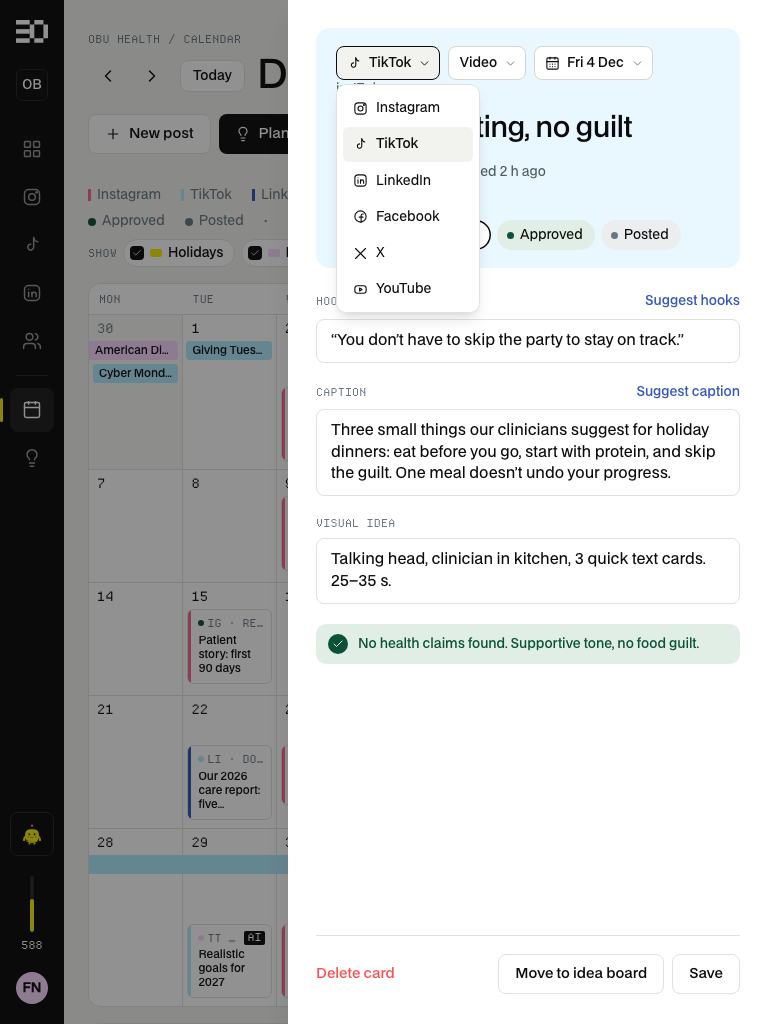 OBU HEALTH / CALENDAR
OB
Today
New post
Plan
Instagram
TikTok
Approved
Posted
SHOW
Holidays
MON
TUE
30
1
American Di…
Giving Tues…
Cyber Mond…
7
8
14
15
IG · RE…
Patient
story: first
90 days
21
22
LI · DO…
Our 2026
care report:
five…
28
29
TT …
AI
Realistic
goals for
2027
588
FN
TikTok
Video
Fri 4 Dec
Instagram
TikTok
LinkedIn
Facebook
X
YouTube
ting, no guilt
ed 2 h ago
Approved
Posted
Suggest hooks
“You don’t have to skip the party to stay on track.”
CAPTION
Suggest caption
Three small things our clinicians suggest for holiday
dinners: eat before you go, start with protein, and skip
the guilt. One meal doesn’t undo your progress.
VISUAL IDEA
Talking head, clinician in kitchen, 3 quick text cards.
25–35 s.
No health claims found. Supportive tone, no food guilt.
Delete card
Move to idea board
Save